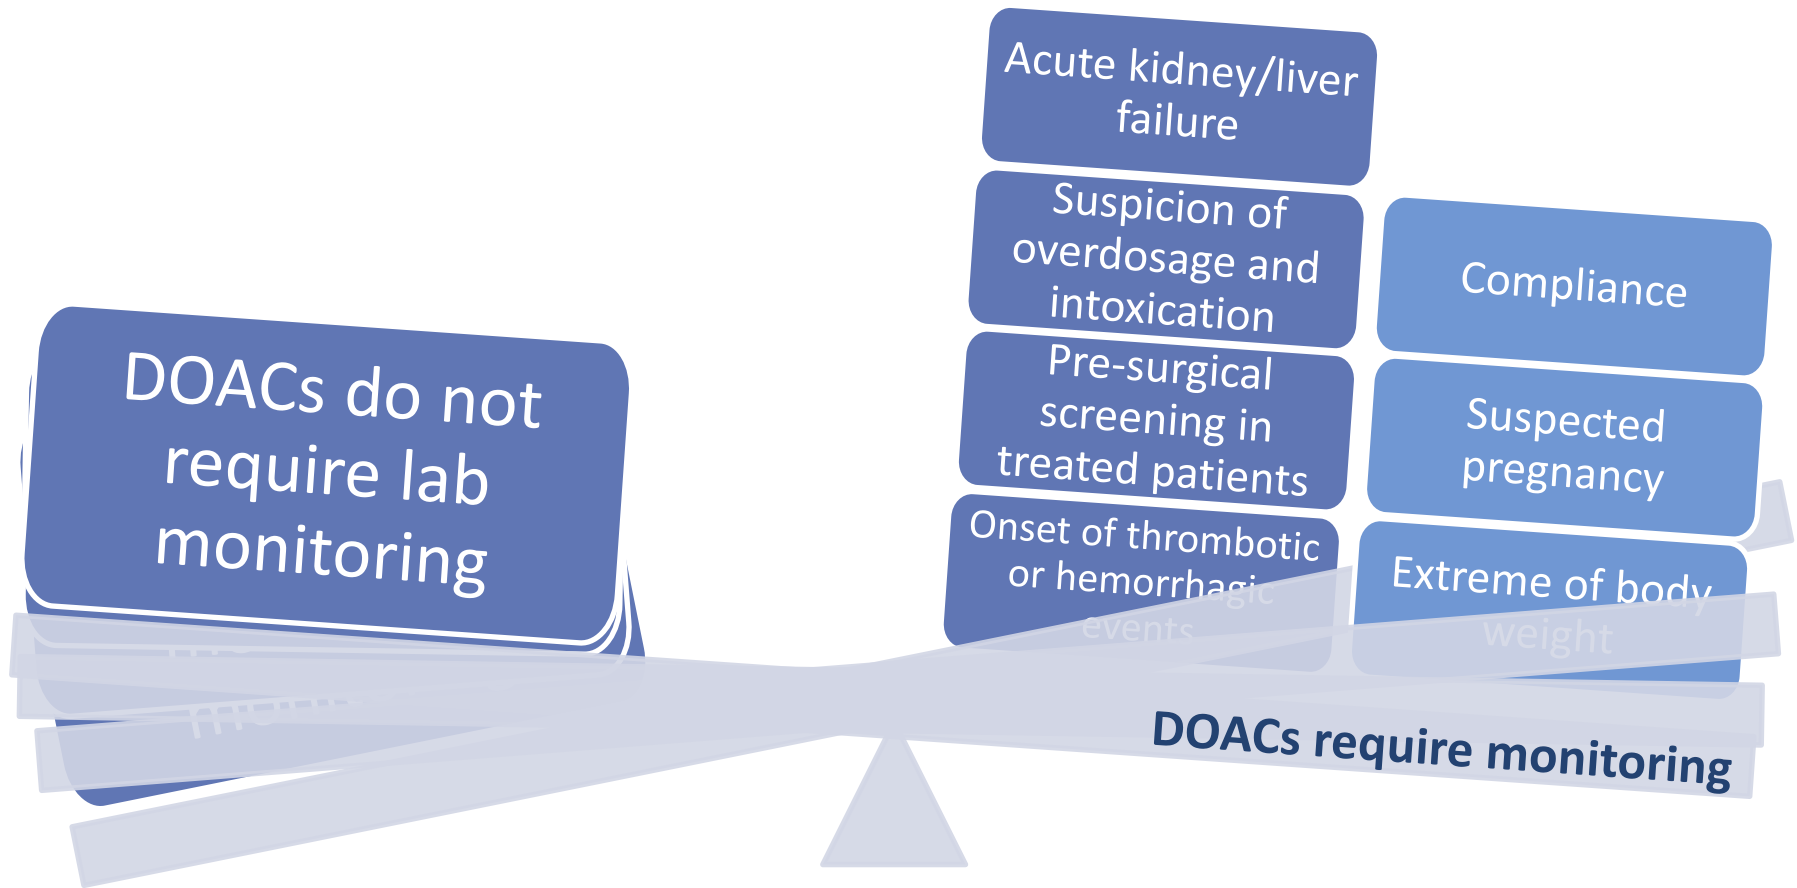 DOACs do not
require lab
monitoring
Acute kidney/liver
failure
Suspicion of
overdosage and
intoxication
Pre-surgical
screening in
treated patients
Onset of thrombotic
or hemorrhagic
events
Compliance
Suspected
pregnancy
Extreme of body
weight
DOACs require monitoring